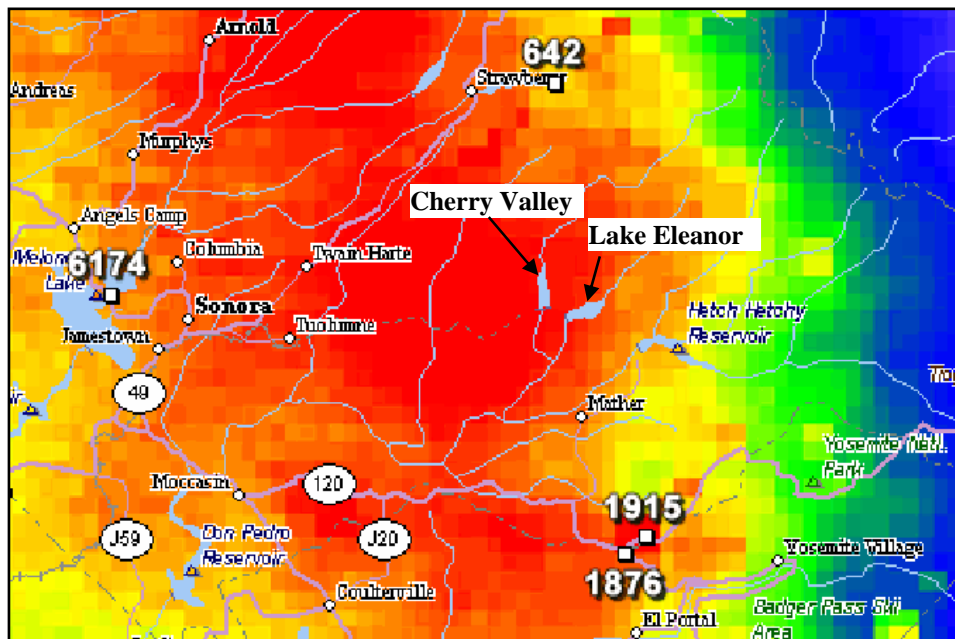 Arnold
642
Strawberr
Andreas
Murphys
Cherry Valley
Angels Camp
Lake Eleanor
Columbia
Twain Harte
6174
Lake
Sonora
Tuolumne
Hetch Hetchy
Reservoir
Jamestown
49
Mather
Yosemite Natl
Park
120
Moccasin
1915
J59
Don Pedro
Reservoir
J20
Yosemite Village
1876
Coulterville
El Portal
Badger Pass Ski
Area